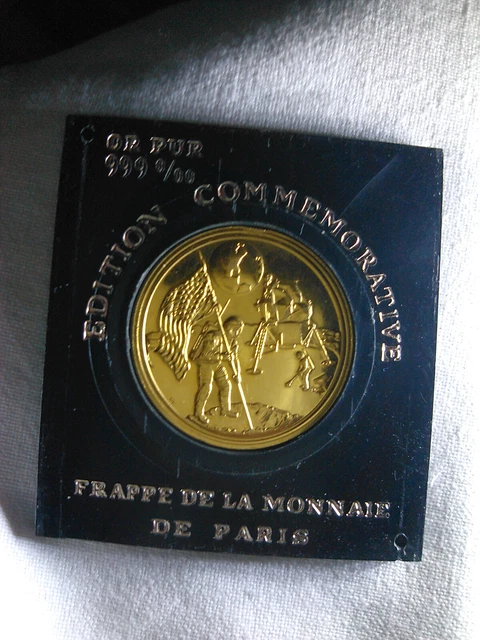 OR PUR
999 º/oo
EDITION COMMEMORATIVE
FRAPPE DE LA MONNAIE
DE PARIS